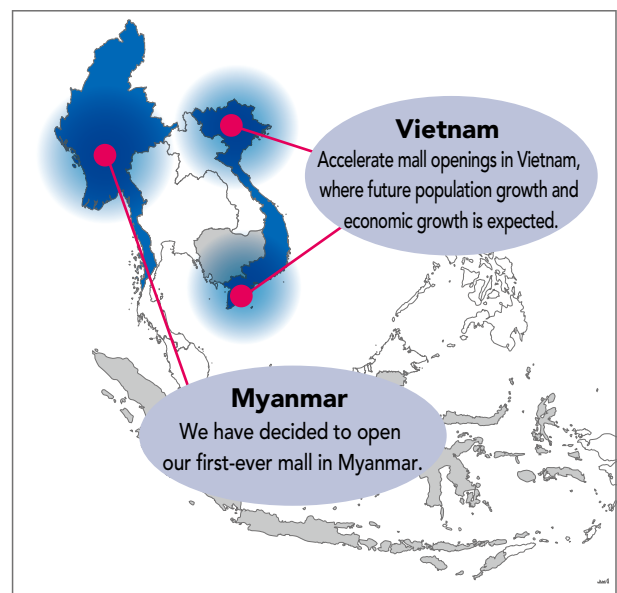 Vietnam
Accelerate mall openings in Vietnam,
where future population growth and
economic growth is expected.
Myanmar
We have decided to open
our first-ever mall in Myanmar.